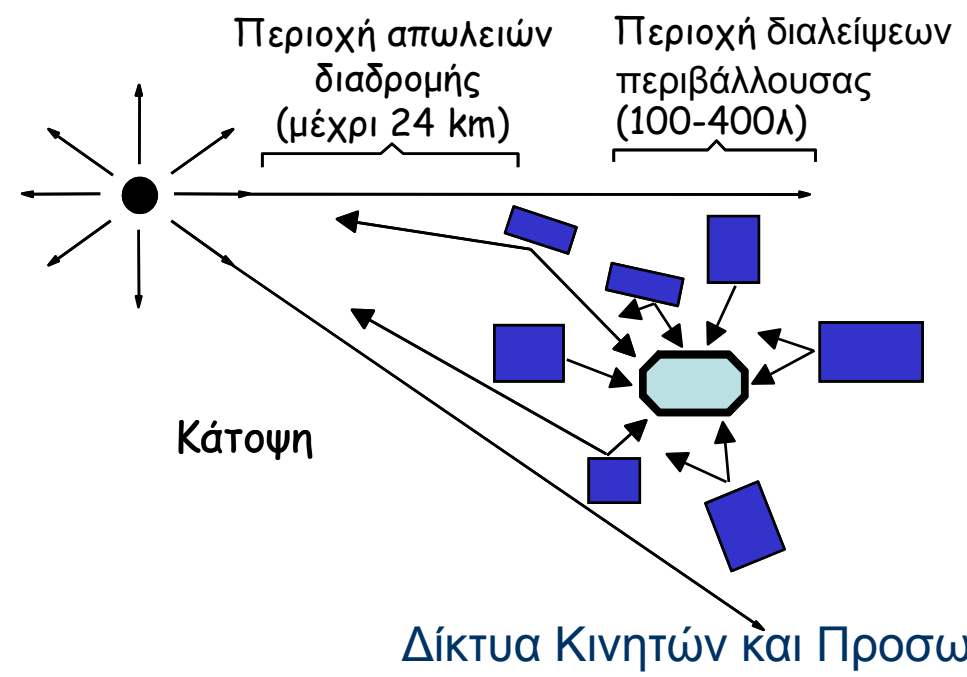 Περιοχή απωλειών
διαδρομής
(μέχρι 24 km)
Περιοχή διαλείψεων
περιβάλλουσας
(100-400λ)
Κάτοψη
Δίκτυα Κινητών και Προσω